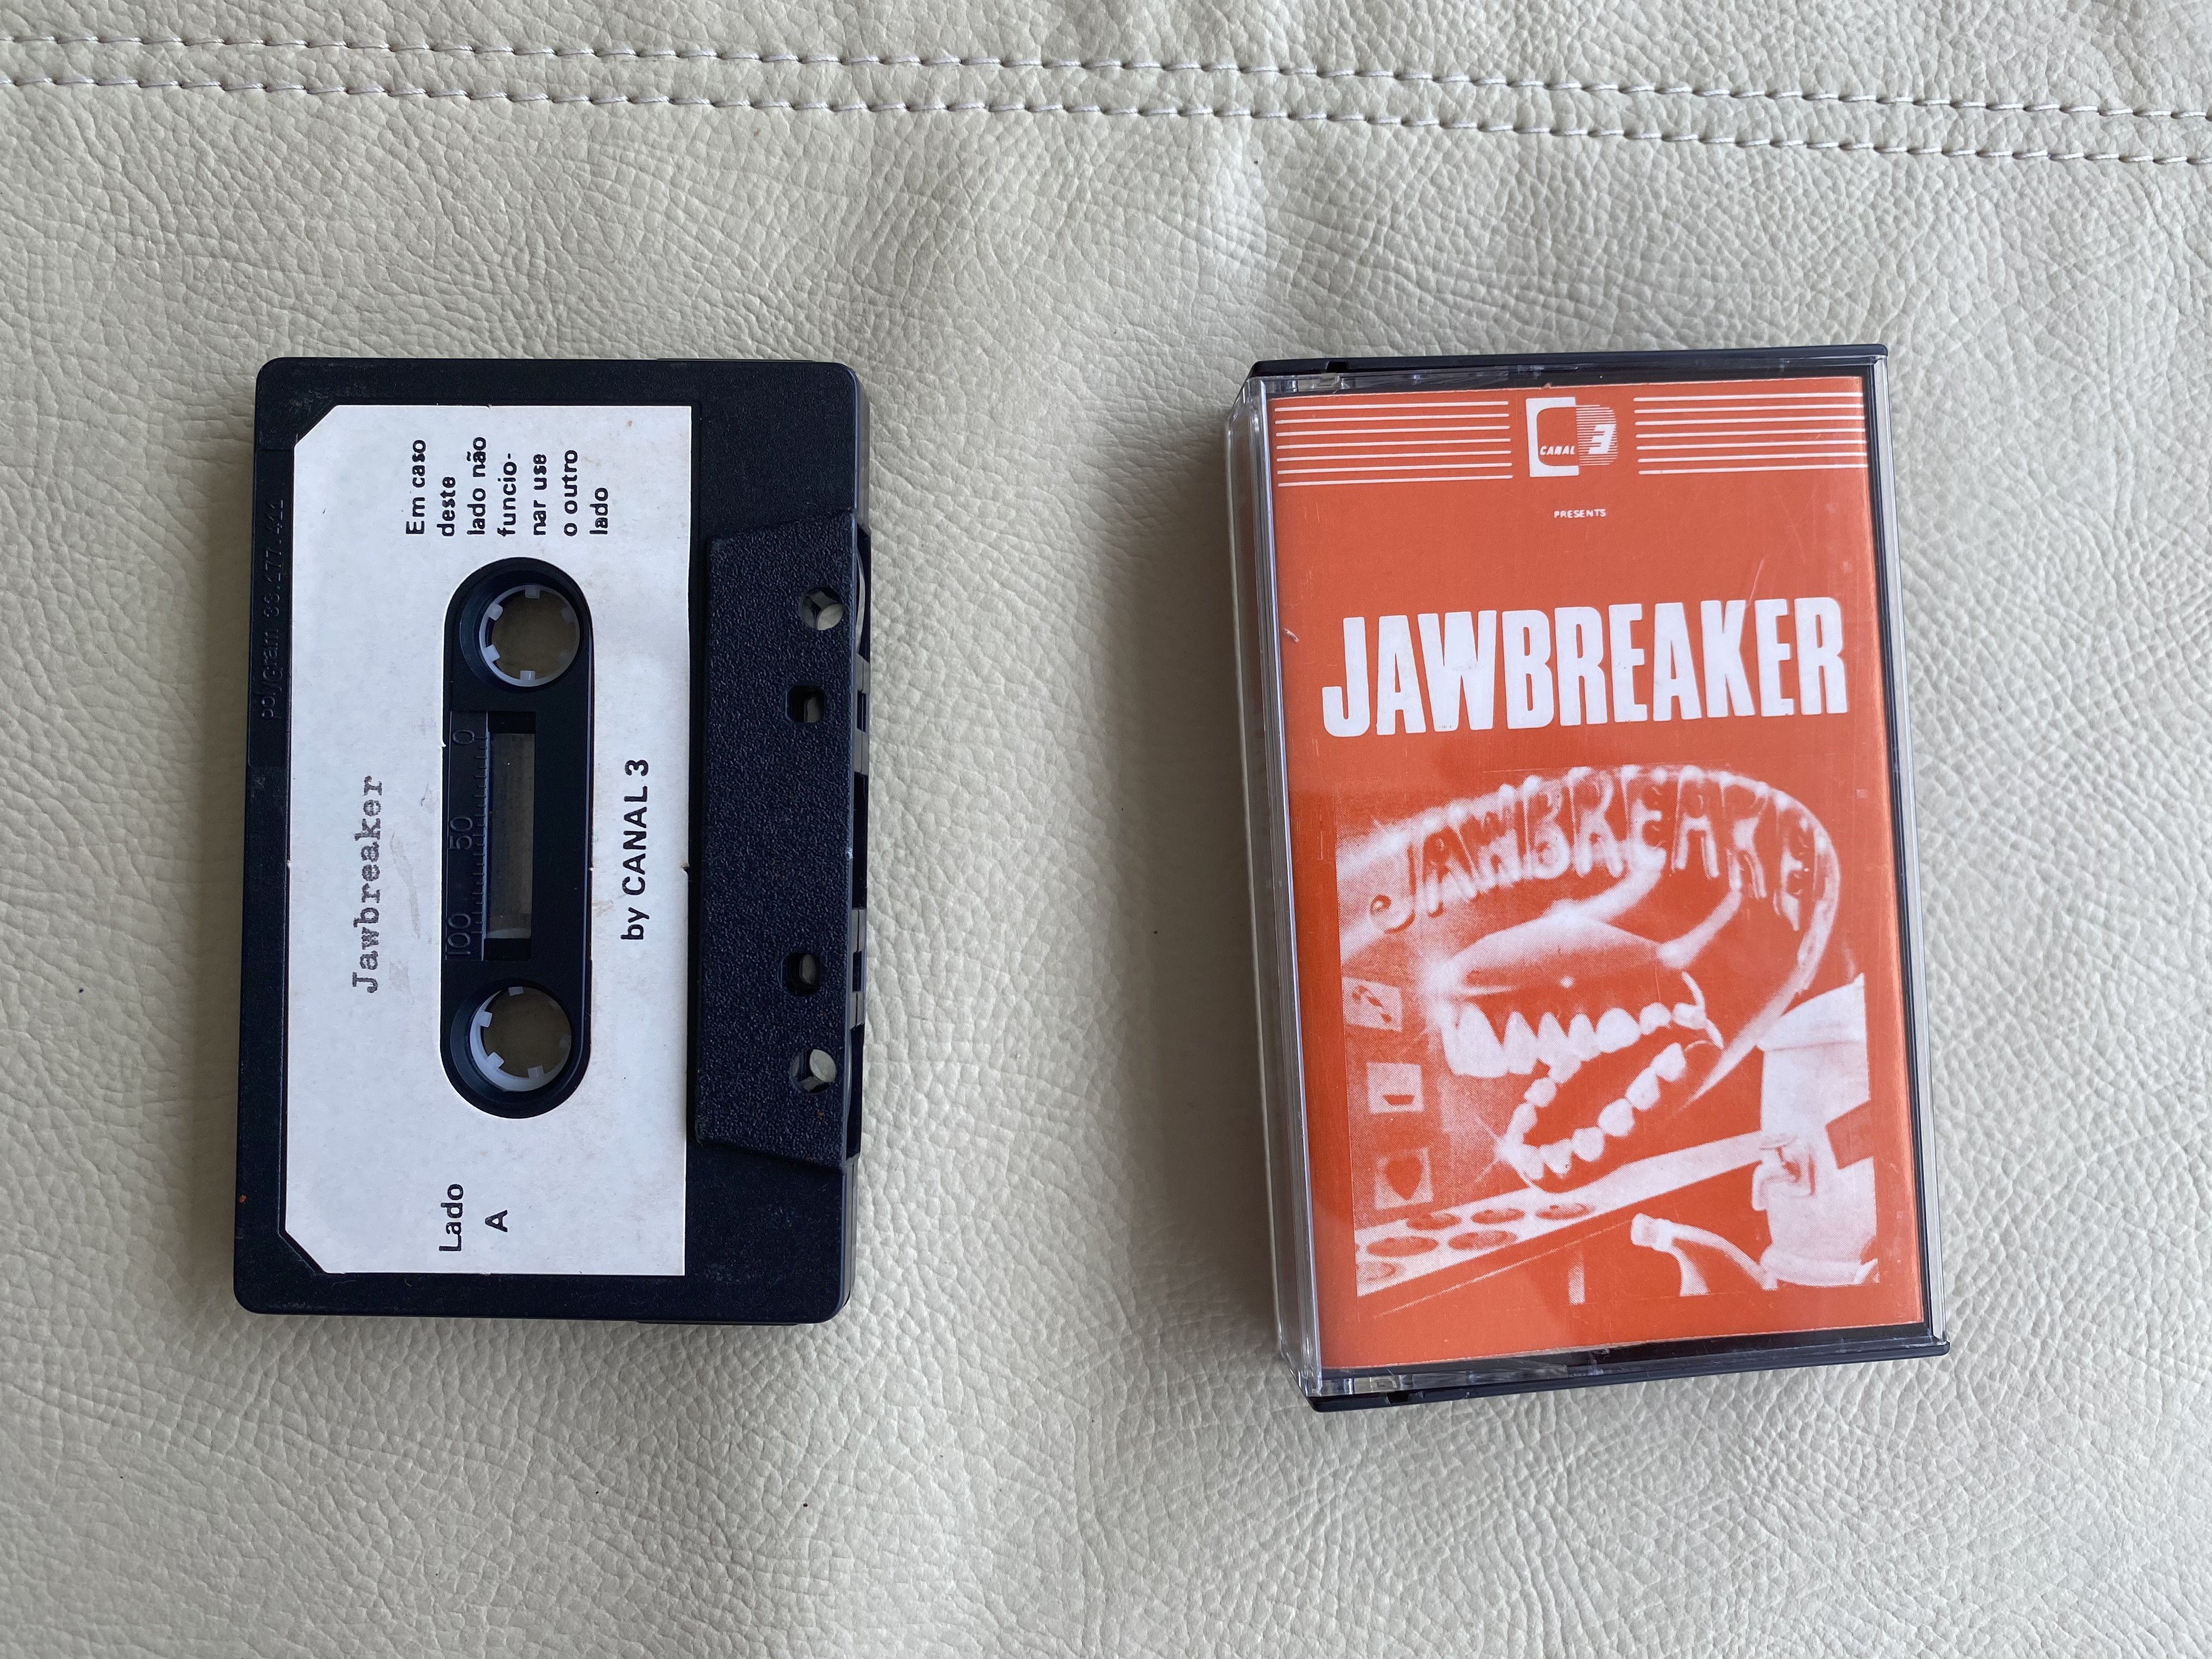 Jawbreaker
Em caso
deste
lado não
funcio-
nar use
o outro
lado
100 50 0
Lado
A
by CANAL 3
CANAL 3
PRESENTS
JAWBREAKER
JAWBREAKE